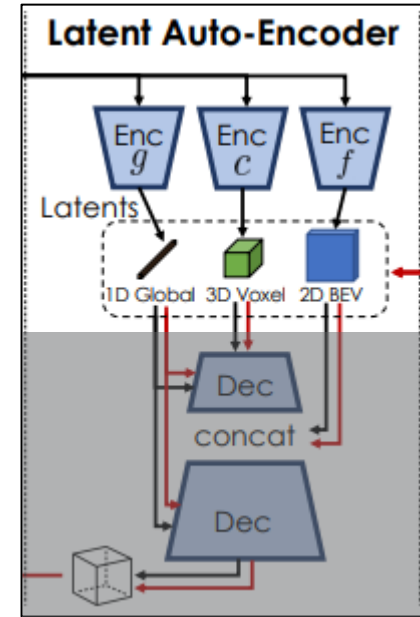 Latent Auto-Encoder
Enc Enc Enc
g c f
Latents
1D Global 3D Voxel 2D BEV
Dec
concat
Dec